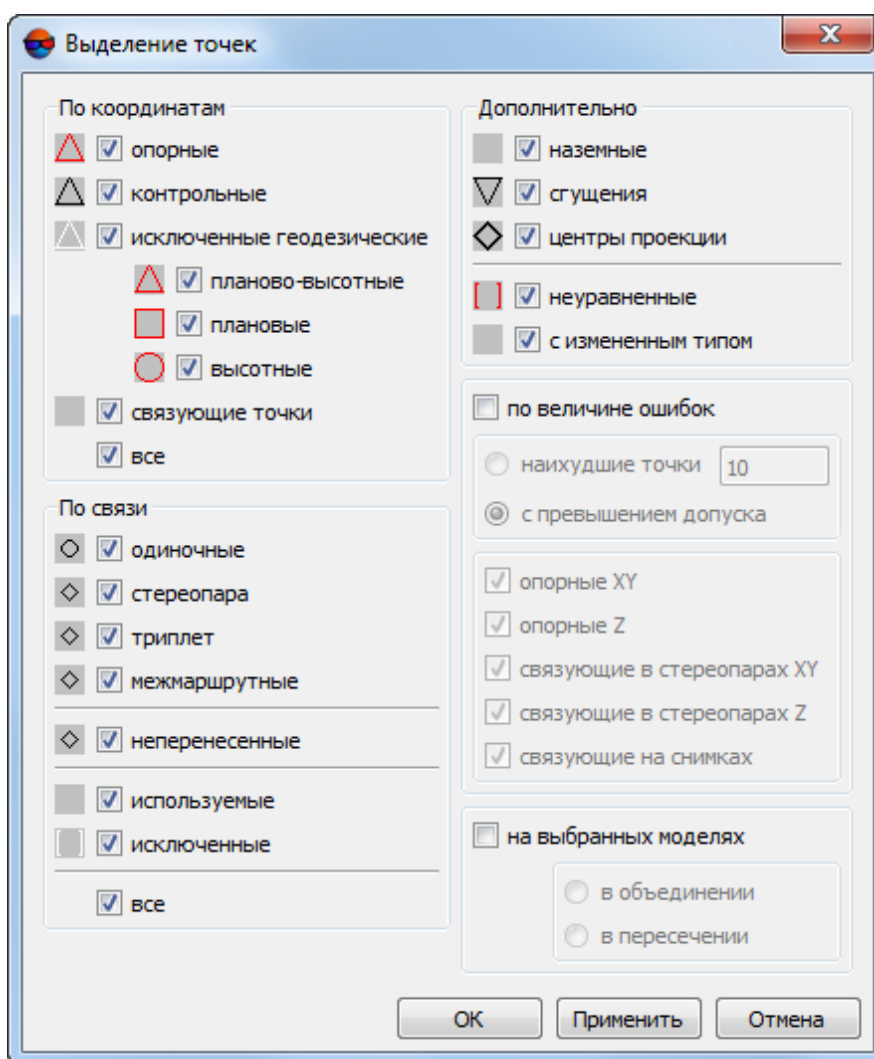 Выделение точек
По координатам
опорные
контрольные
исключенные геодезические
планово-высотные
плановые
высотные
связующие точки
все
По связи
одиночные
стереопара
триплет
межмаршрутные
неперенесенные
используемые
исключенные
все
Дополнительно
наземные
сгущения
центры проекции
неуравненные
с измененным типом
по величине ошибок
наихудшие точки 10
с превышением допуска
опорные XY
опорные Z
связующие в стереопарах XY
связующие в стереопарах Z
связующие на снимках
на выбранных моделях
в объединении
в пересечении
OK Применить Отмена